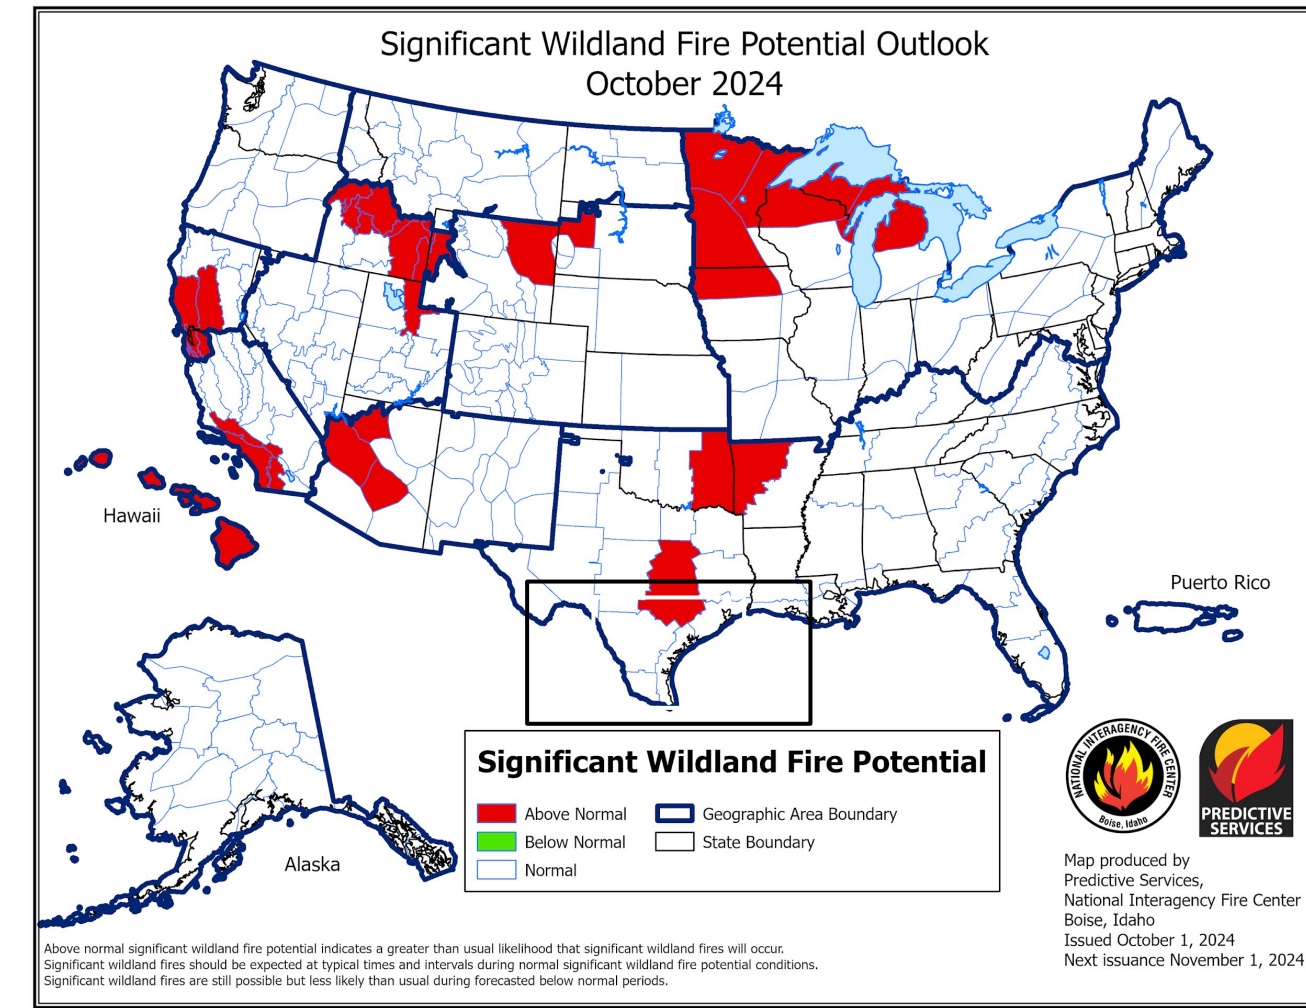 Significant Wildland Fire Potential Outlook
October 2024
Hawaii
Puerto Rico
Alaska
Significant Wildland Fire Potential
Above Normal
Geographic Area Boundary
Below Normal
State Boundary
Normal
NATIONAL INTERAGENCY FIRE CENTER
Boise, Idaho
PREDICTIVE
SERVICES
Map produced by
Predictive Services,
National Interagency Fire Center
Boise, Idaho
Issued October 1, 2024
Next issuance November 1, 2024
Above normal significant wildland fire potential indicates a greater than usual likelihood that significant wildland fires will occur.
Significant wildland fires should be expected at typical times and intervals during normal significant wildland fire potential conditions.
Significant wildland fires are still possible but less likely than usual during forecasted below normal periods.